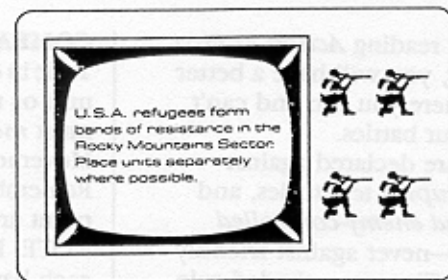 U.S.A. refugees form
bands of resistance in the
Rocky Mountains Sector.
Place units separately
where possible.